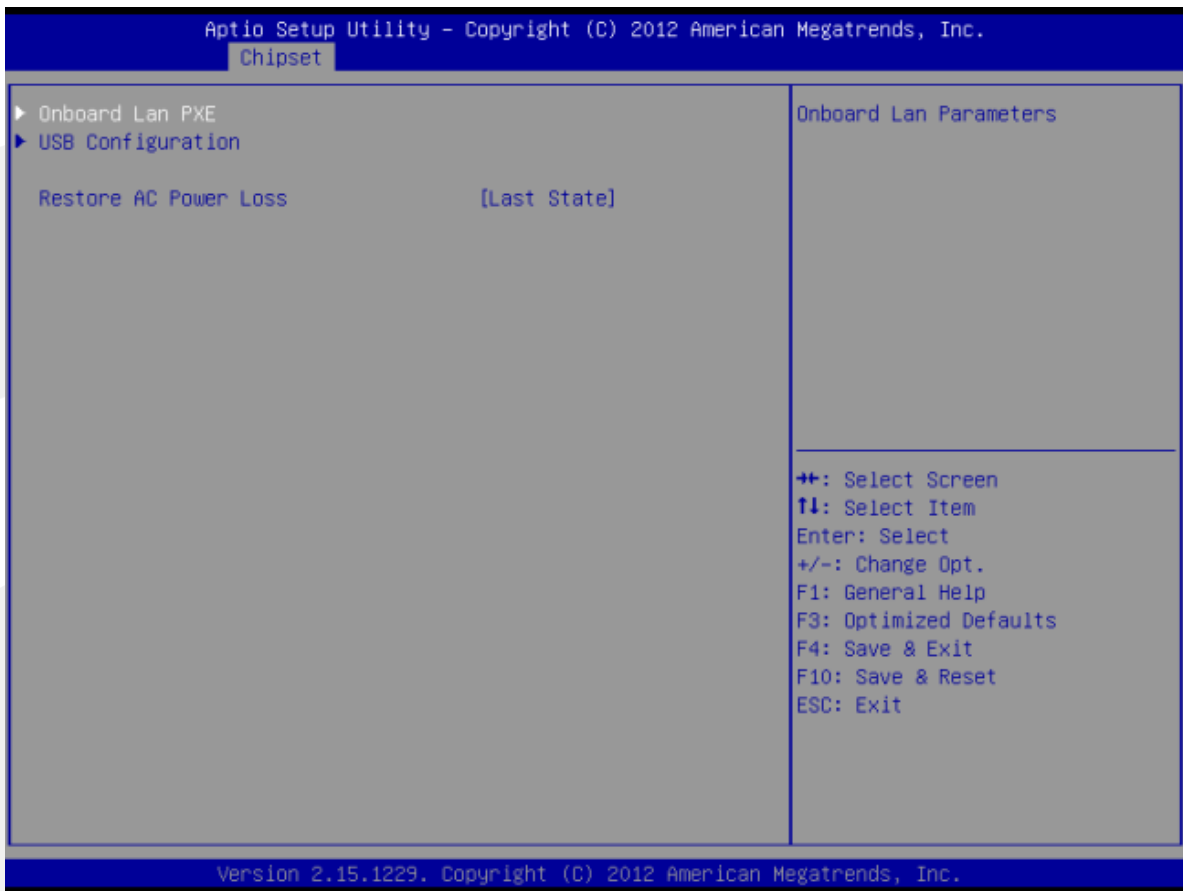 Aptio Setup Utility – Copyright (C) 2012 American Megatrends, Inc.
Chipset
► Onboard Lan PXE
► USB Configuration
Restore AC Power Loss [Last State]
Onboard Lan Parameters
→←: Select Screen
↑↓: Select Item
Enter: Select
+/-: Change Opt.
F1: General Help
F3: Optimized Defaults
F4: Save & Exit
F10: Save & Reset
ESC: Exit
Version 2.15.1229. Copyright (C) 2012 American Megatrends, Inc.